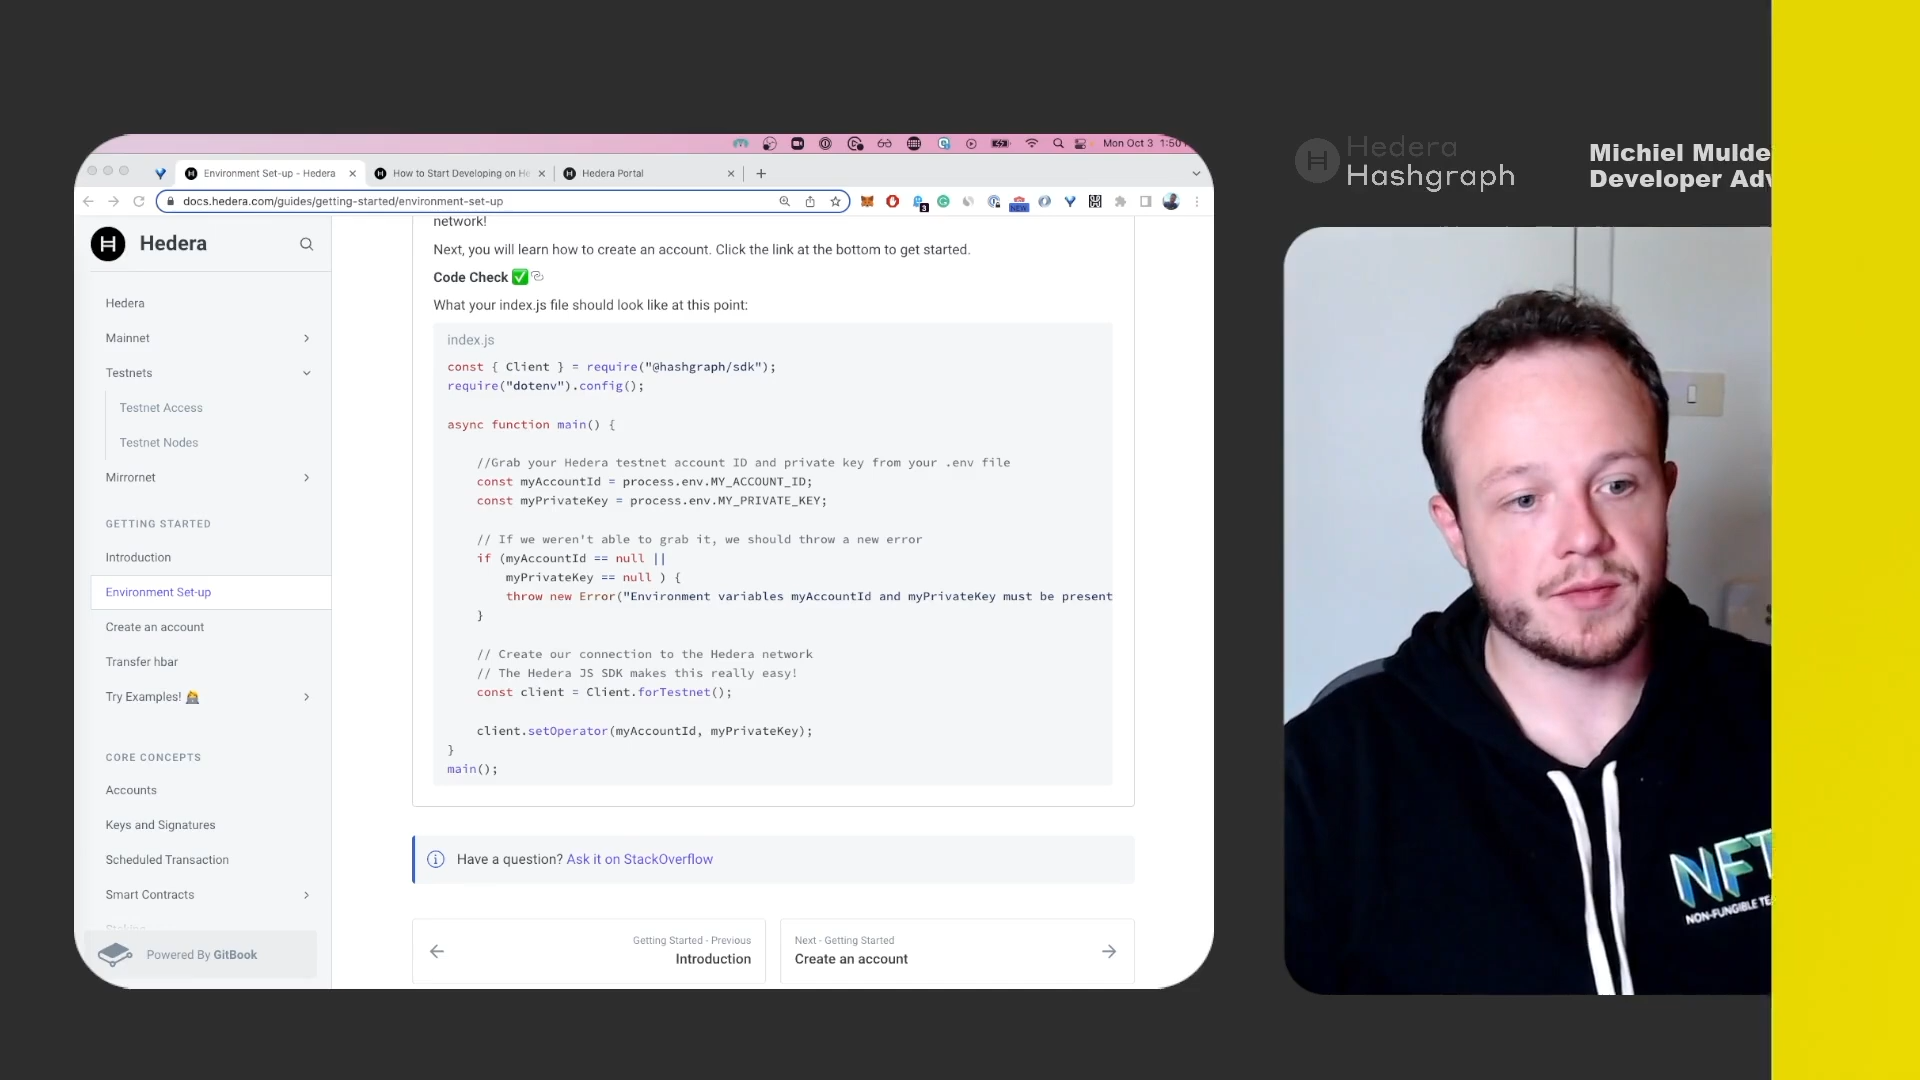 Mon Oct 3 1:50
Environment Set-up - Hedera
How to Start Developing on He
Hedera Portal
docs.hedera.com/guides/getting-started/environment-set-up
Hedera
Hedera
Mainnet
Testnets
Testnet Access
Testnet Nodes
Mirrornet
GETTING STARTED
Introduction
Environment Set-up
Create an account
Transfer hbar
Try Examples!
CORE CONCEPTS
Accounts
Keys and Signatures
Scheduled Transaction
Smart Contracts
Staking
Powered By GitBook
network!
Next, you will learn how to create an account. Click the link at the bottom to get started.
Code Check ✅
What your index.js file should look like at this point:
index.js
const { Client } = require("@hashgraph/sdk");
require("dotenv").config();
async function main() {
//Grab your Hedera testnet account ID and private key from your .env file
const myAccountId = process.env.MY_ACCOUNT_ID;
const myPrivateKey = process.env.MY_PRIVATE_KEY;
// If we weren't able to grab it, we should throw a new error
if (myAccountId == null ||
myPrivateKey == null ) {
throw new Error("Environment variables myAccountId and myPrivateKey must be present
}
// Create our connection to the Hedera network
// The Hedera JS SDK makes this really easy!
const client = Client.forTestnet();
client.setOperator(myAccountId, myPrivateKey);
}
main();
Have a question? Ask it on StackOverflow
Getting Started - Previous
Introduction
Next - Getting Started
Create an account
Hedera
Hashgraph
Michiel Mulde
Developer Adv
NFT
NON-FUNGIBLE TE